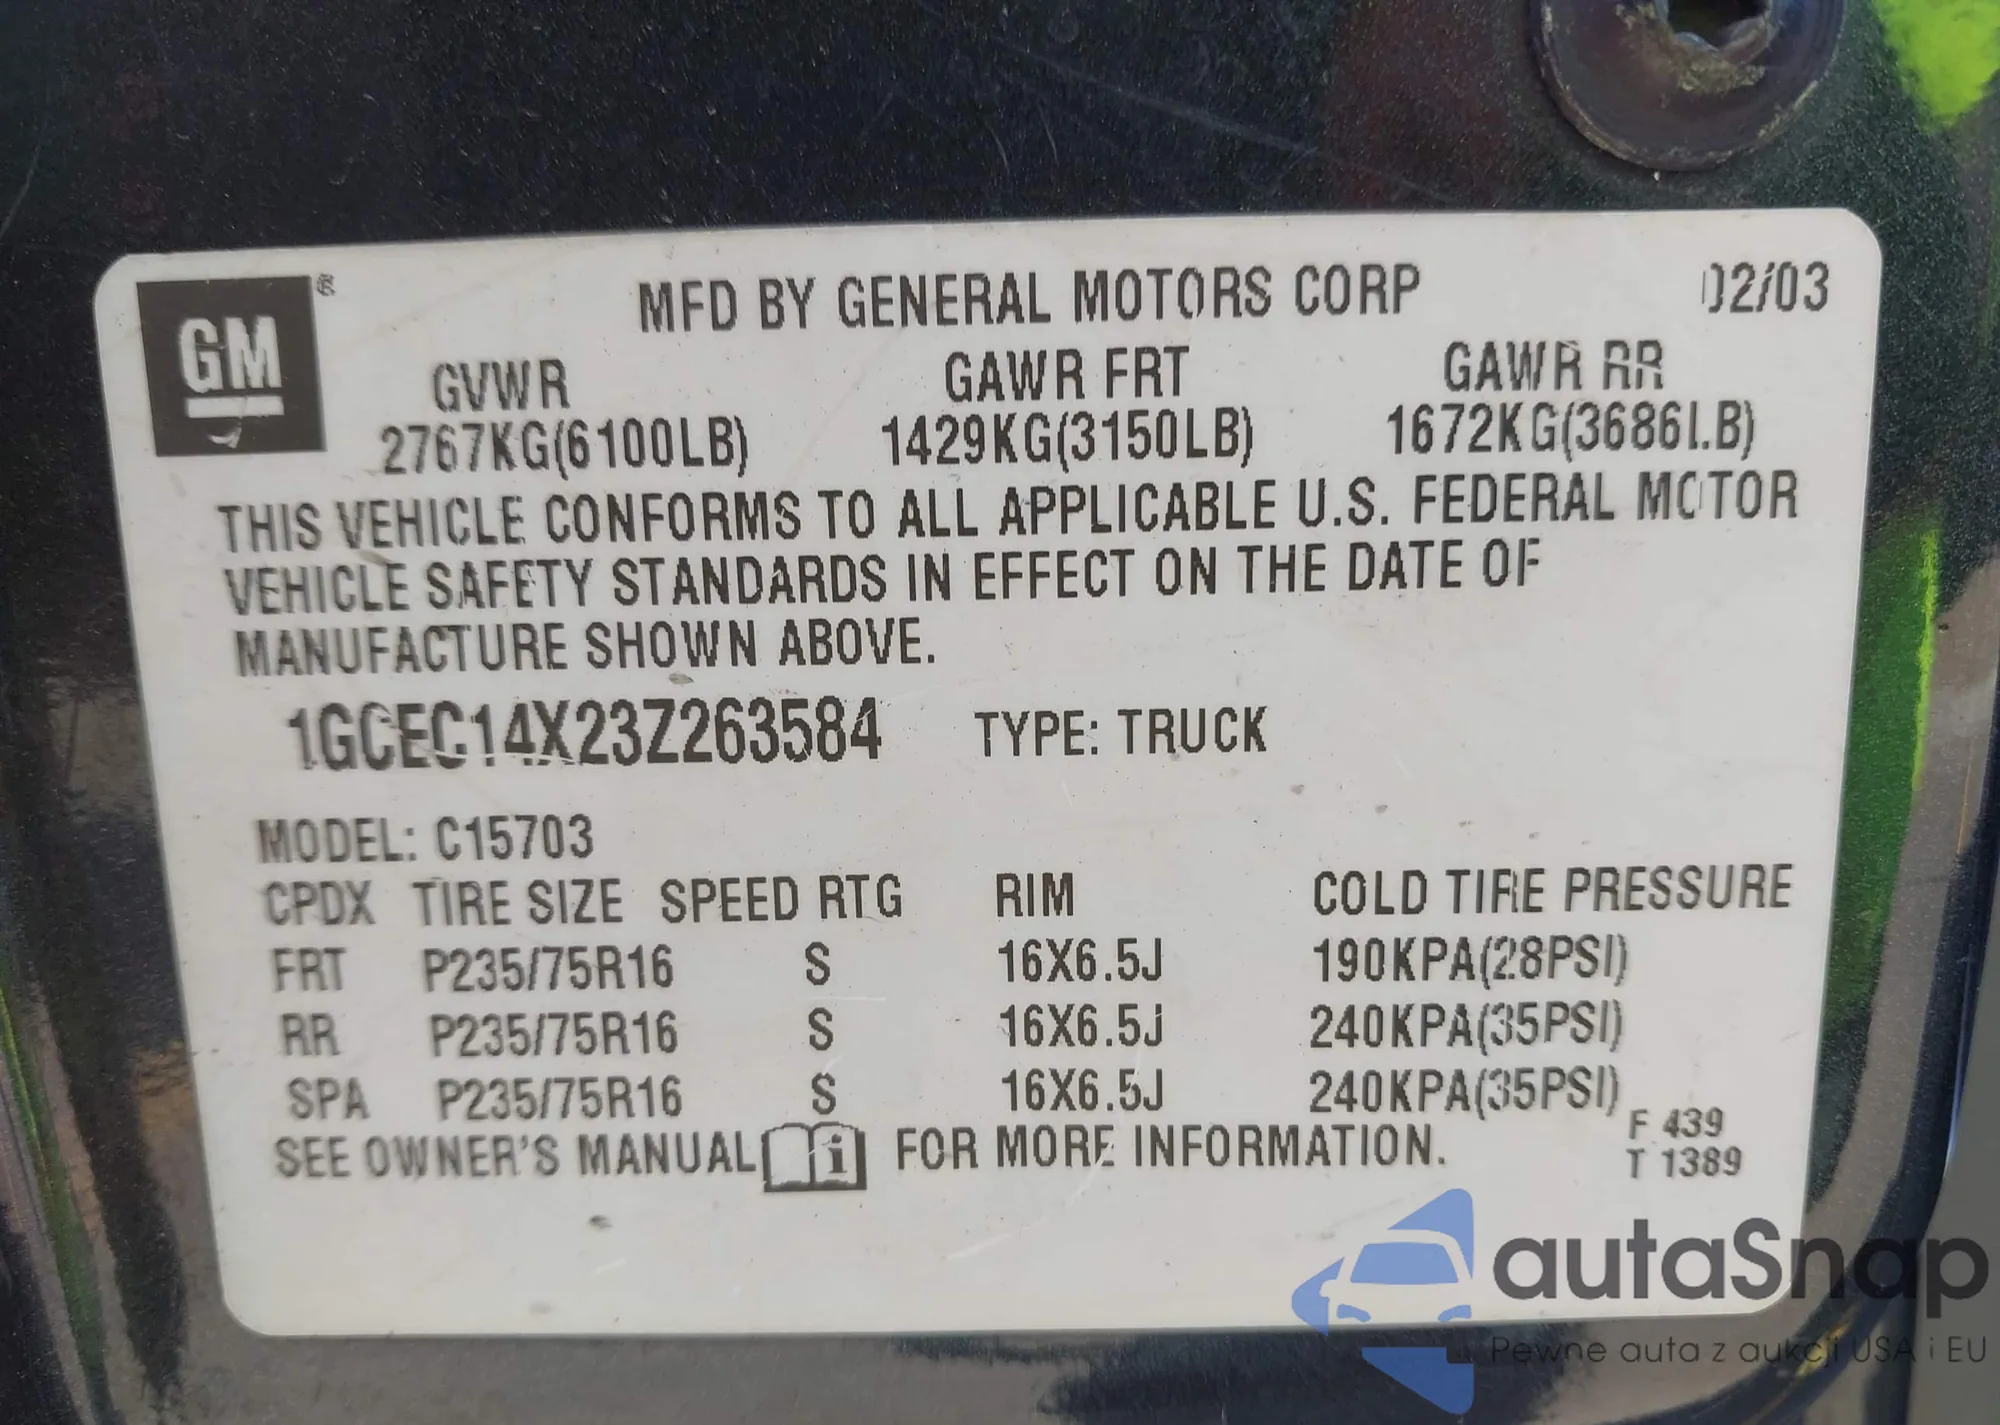 GM ®
MFD BY GENERAL MOTORS CORP 02/03
GVWR GAWR FRT GAWR RR
2767KG(6100LB) 1429KG(3150LB) 1672KG(3686LB)
THIS VEHICLE CONFORMS TO ALL APPLICABLE U.S. FEDERAL MOTOR
VEHICLE SAFETY STANDARDS IN EFFECT ON THE DATE OF
MANUFACTURE SHOWN ABOVE.
1GCEC14X23Z263584 TYPE: TRUCK
MODEL: C15703
CPDX TIRE SIZE SPEED RTG RIM COLD TIRE PRESSURE
FRT P235/75R16 S 16X6.5J 190KPA(28PSI)
RR P235/75R16 S 16X6.5J 240KPA(35PSI)
SPA P235/75R16 S 16X6.5J 240KPA(35PSI)
SEE OWNER'S MANUAL i FOR MORE INFORMATION.
F 439
T 1389
autaSnap
Pewne auta z aukcji USA i EU